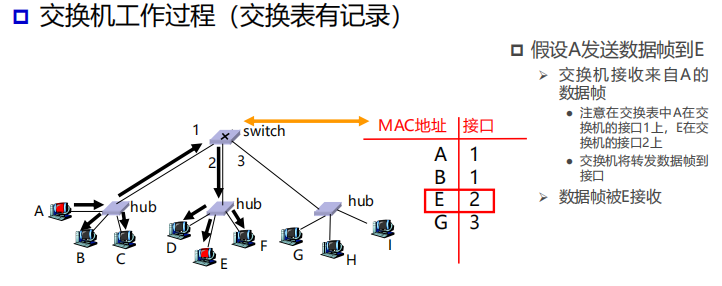 交换机工作过程（交换表有记录）
假设A发送数据帧到E
交换机接收来自A的
数据帧
注意在交换表中A在交
换机的接口1上，E在交
换机的接口2上
交换机将转发数据帧到
接口
数据帧被E接收
1
switch
2
3
MAC地址 接口
A 1
B 1
E 2
G 3
A
hub
B
C
hub
D
E
F
hub
G
H
I